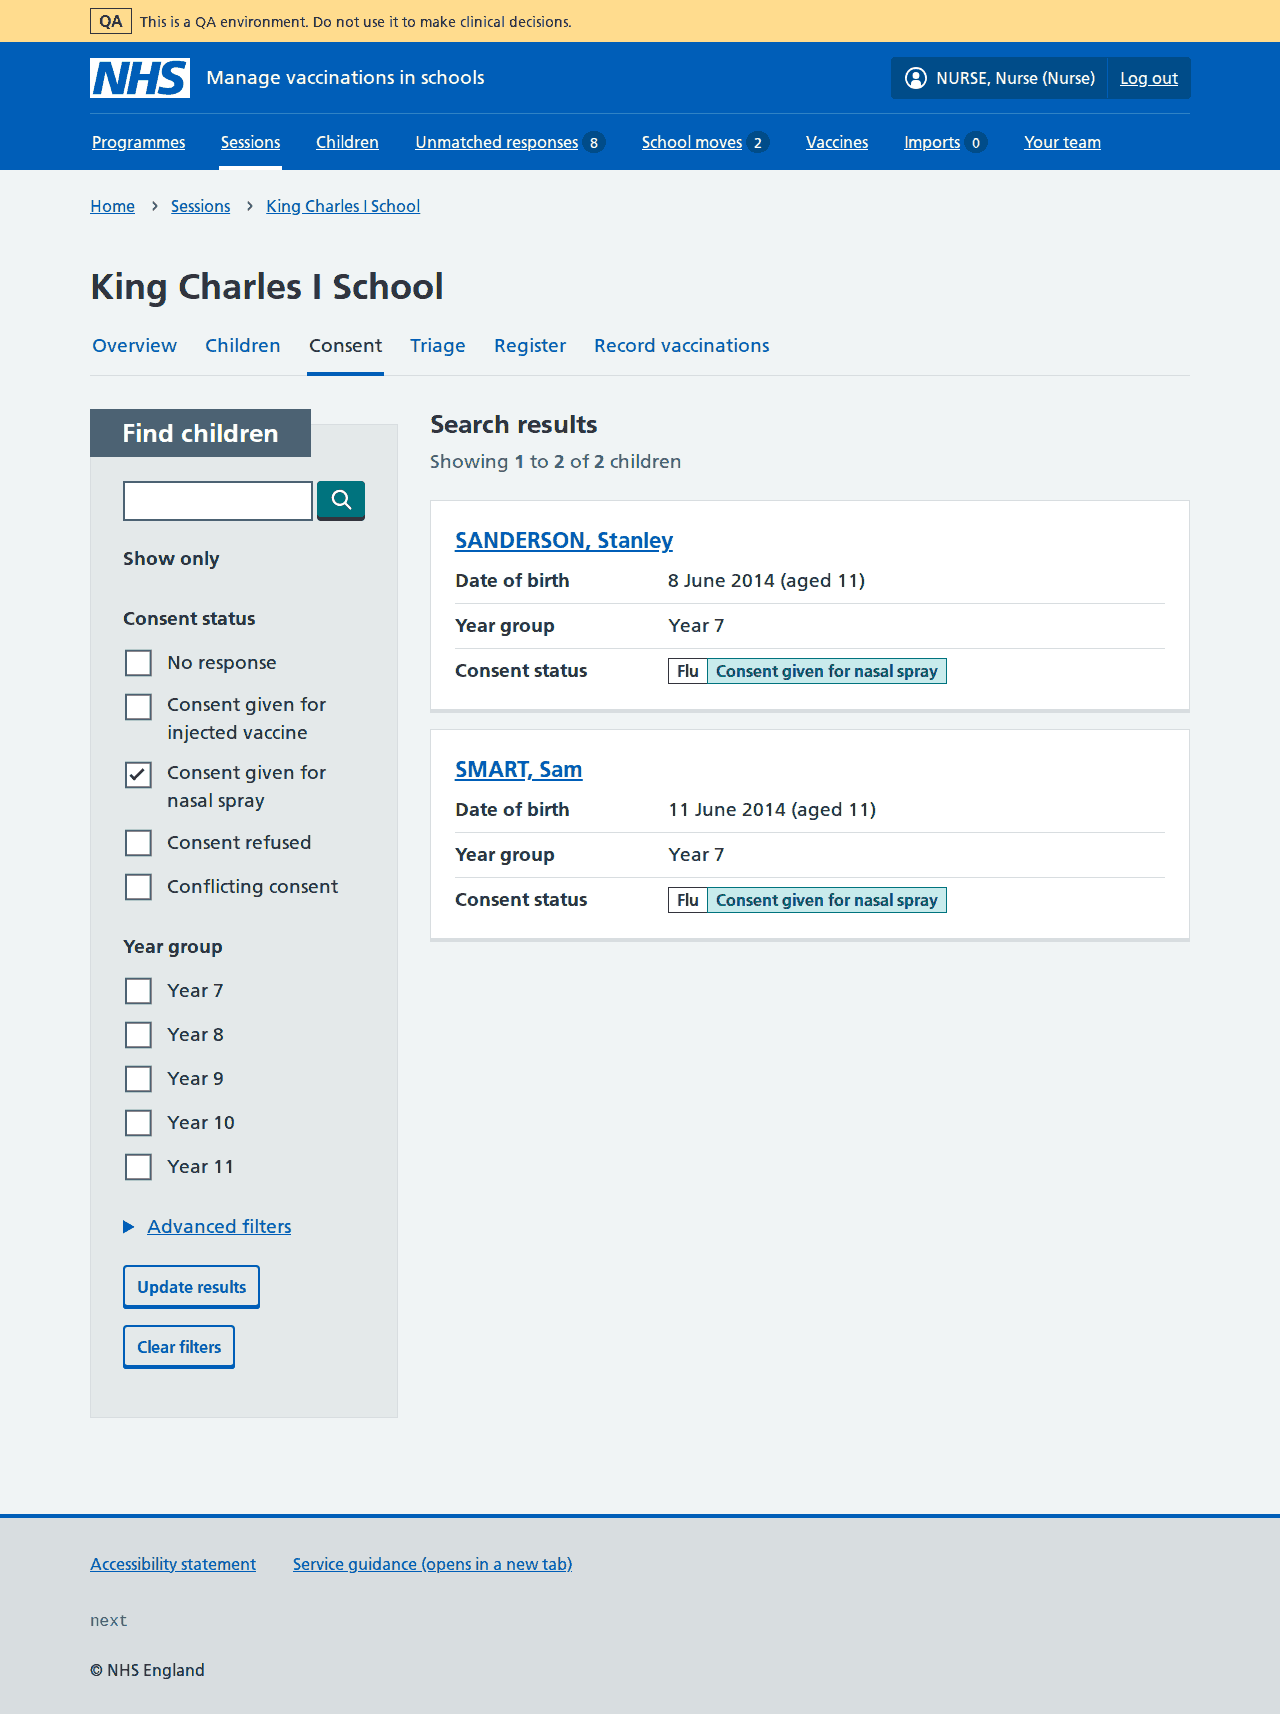 QA This is a QA environment. Do not use it to make clinical decisions.
NHS Manage vaccinations in schools NURSE, Nurse (Nurse) Log out
Programmes Sessions Children Unmatched responses 8 School moves 2 Vaccines Imports 0 Your team
Home Sessions King Charles I School
King Charles I School
Overview Children Consent Triage Register Record vaccinations
Find children
Show only
Consent status
No response
Consent given for
injected vaccine
Consent given for
nasal spray
Consent refused
Conflicting consent
Year group
Year 7
Year 8
Year 9
Year 10
Year 11
Advanced filters
Update results
Clear filters
Search results
Showing 1 to 2 of 2 children
SANDERSON, Stanley
Date of birth 8 June 2014 (aged 11)
Year group Year 7
Consent status Flu Consent given for nasal spray
SMART, Sam
Date of birth 11 June 2014 (aged 11)
Year group Year 7
Consent status Flu Consent given for nasal spray
Accessibility statement Service guidance (opens in a new tab)
next
© NHS England